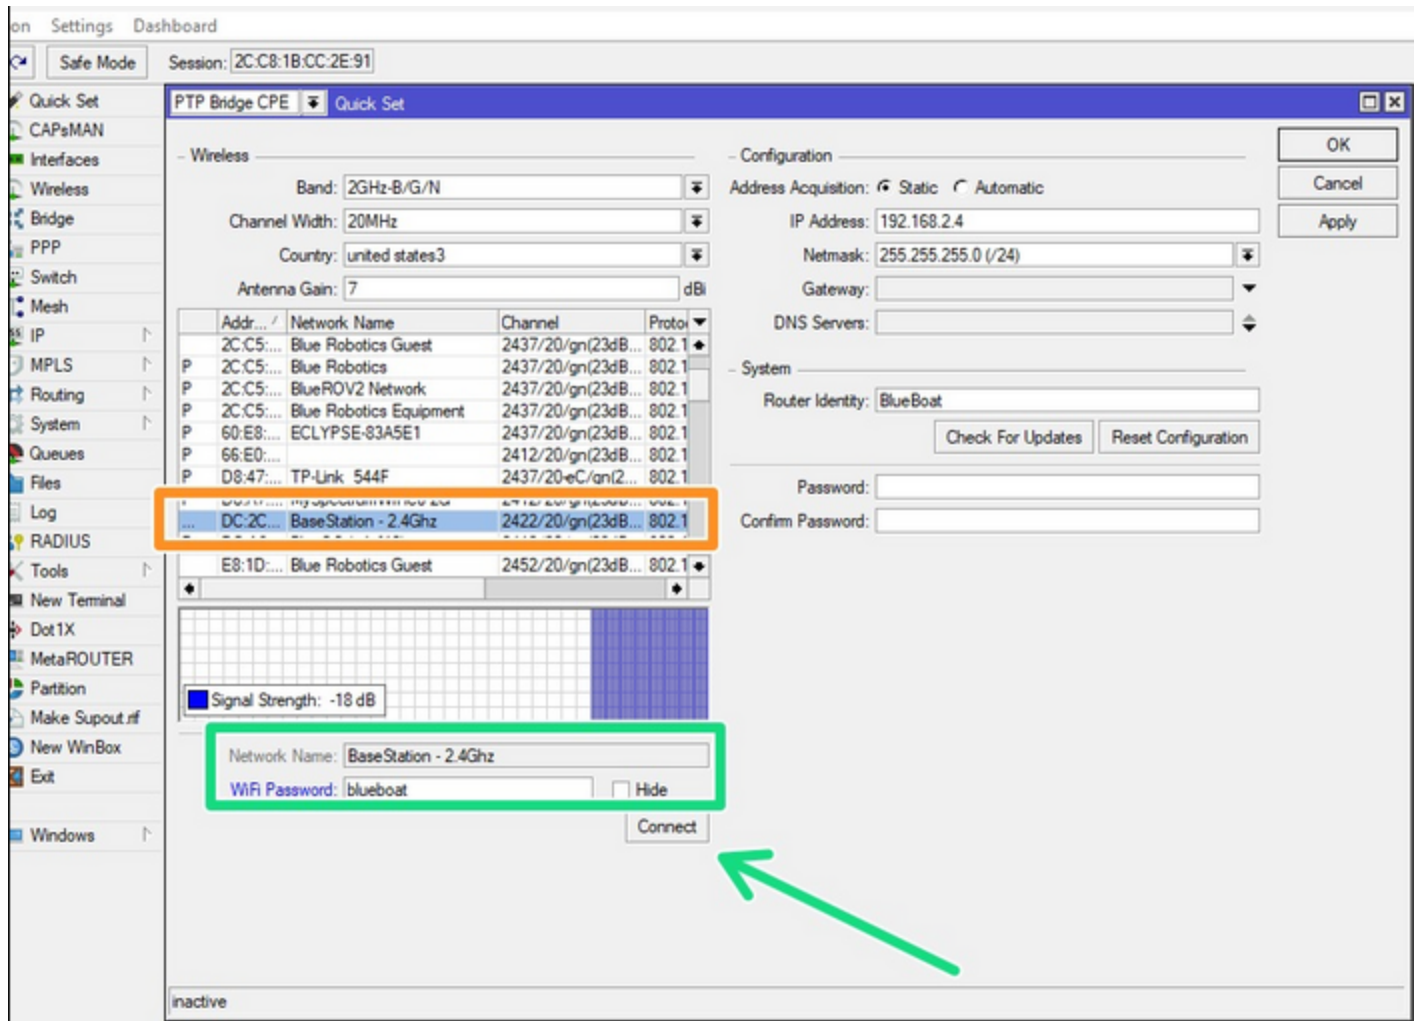 on Settings Dashboard
Safe Mode Session: 2C:C8:1B:CC:2E:91
Quick Set
CAPsMAN
Interfaces
Wireless
Bridge
PPP
Switch
Mesh
IP
MPLS
Routing
System
Queues
Files
Log
RADIUS
Tools
New Terminal
Dot1X
MetaROUTER
Partition
Make Supout.rif
New WinBox
Exit
Windows
PTP Bridge CPE Quick Set
Wireless
Band: 2GHz-B/G/N
Channel Width: 20MHz
Country: united states3
Antenna Gain: 7 dBi
Addr... Network Name Channel Proto
2C:C5:... Blue Robotics Guest 2437/20/gn(23dB... 802.1
P 2C:C5:... Blue Robotics 2437/20/gn(23dB... 802.1
P 2C:C5:... BlueROV2 Network 2437/20/gn(23dB... 802.1
P 2C:C5:... Blue Robotics Equipment 2437/20/gn(23dB... 802.1
P 60:E8:... ECLYPSE-83A5E1 2437/20/gn(23dB... 802.1
P 66:E0:... 2412/20/gn(23dB... 802.1
P D8:47:... TP-Link_544F 2437/20-eC/gn(2... 802.1
... DC:2C... BaseStation - 2.4Ghz 2422/20/gn(23dB... 802.1
E8:1D:... Blue Robotics Guest 2452/20/gn(23dB... 802.1
Signal Strength: -18 dB
Network Name: BaseStation - 2.4Ghz
WiFi Password: blueboat Hide
Connect
Configuration
Address Acquisition: Static Automatic
IP Address: 192.168.2.4
Netmask: 255.255.255.0 (/24)
Gateway:
DNS Servers:
System
Router Identity: BlueBoat
Check For Updates Reset Configuration
Password:
Confirm Password:
OK
Cancel
Apply
inactive